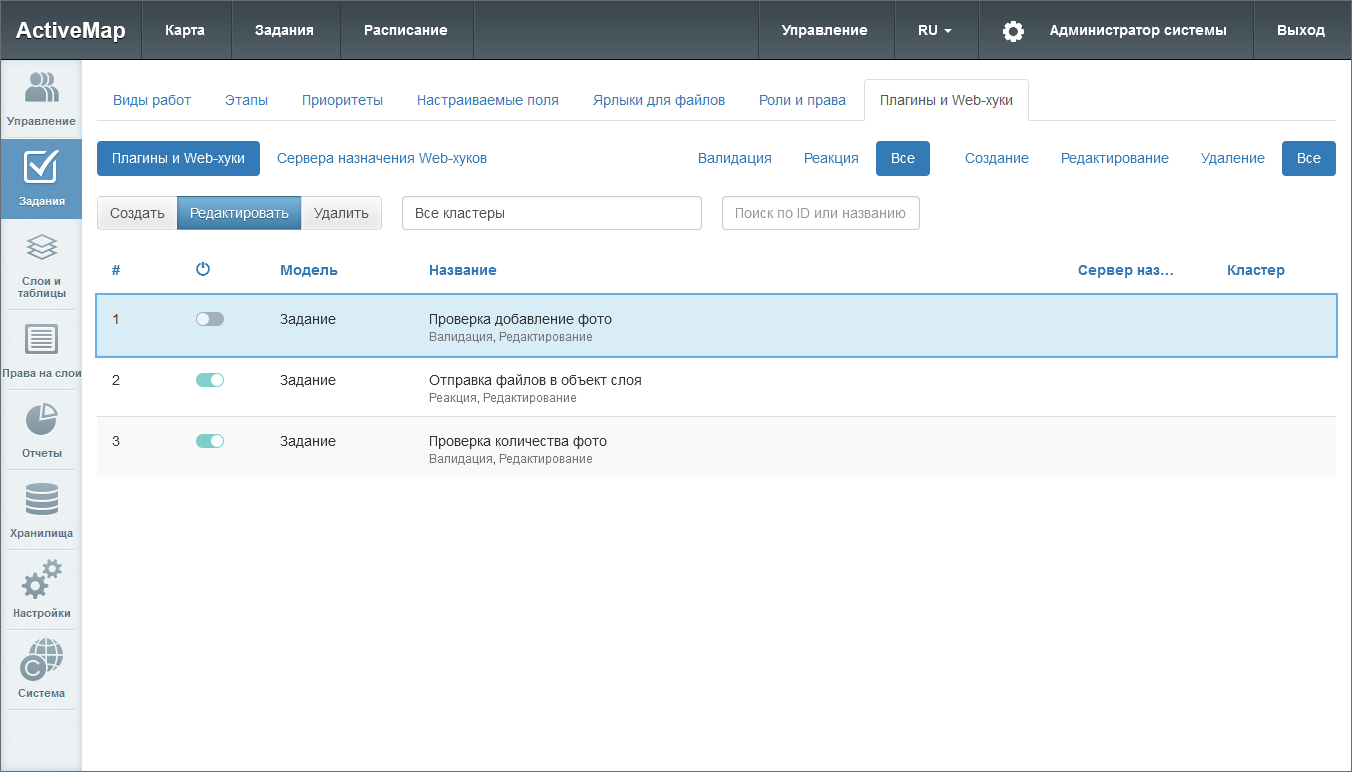 ActiveMap Карта Задания Расписание Управление RU Администратор системы Выход
Управление
Задания
Слои и
таблицы
Права на слои
Отчеты
Хранилища
Настройки
Система
Виды работ Этапы Приоритеты Настраиваемые поля Ярлыки для файлов Роли и права Плагины и Web-хуки
Плагины и Web-хуки Сервера назначения Web-хуков Валидация Реакция Все Создание Редактирование Удаление Все
Создать Редактировать Удалить Все кластеры Поиск по ID или названию
# Модель Название Сервер наз… Кластер
1 Задание Проверка добавление фото
Валидация, Редактирование
2 Задание Отправка файлов в объект слоя
Реакция, Редактирование
3 Задание Проверка количества фото
Валидация, Редактирование